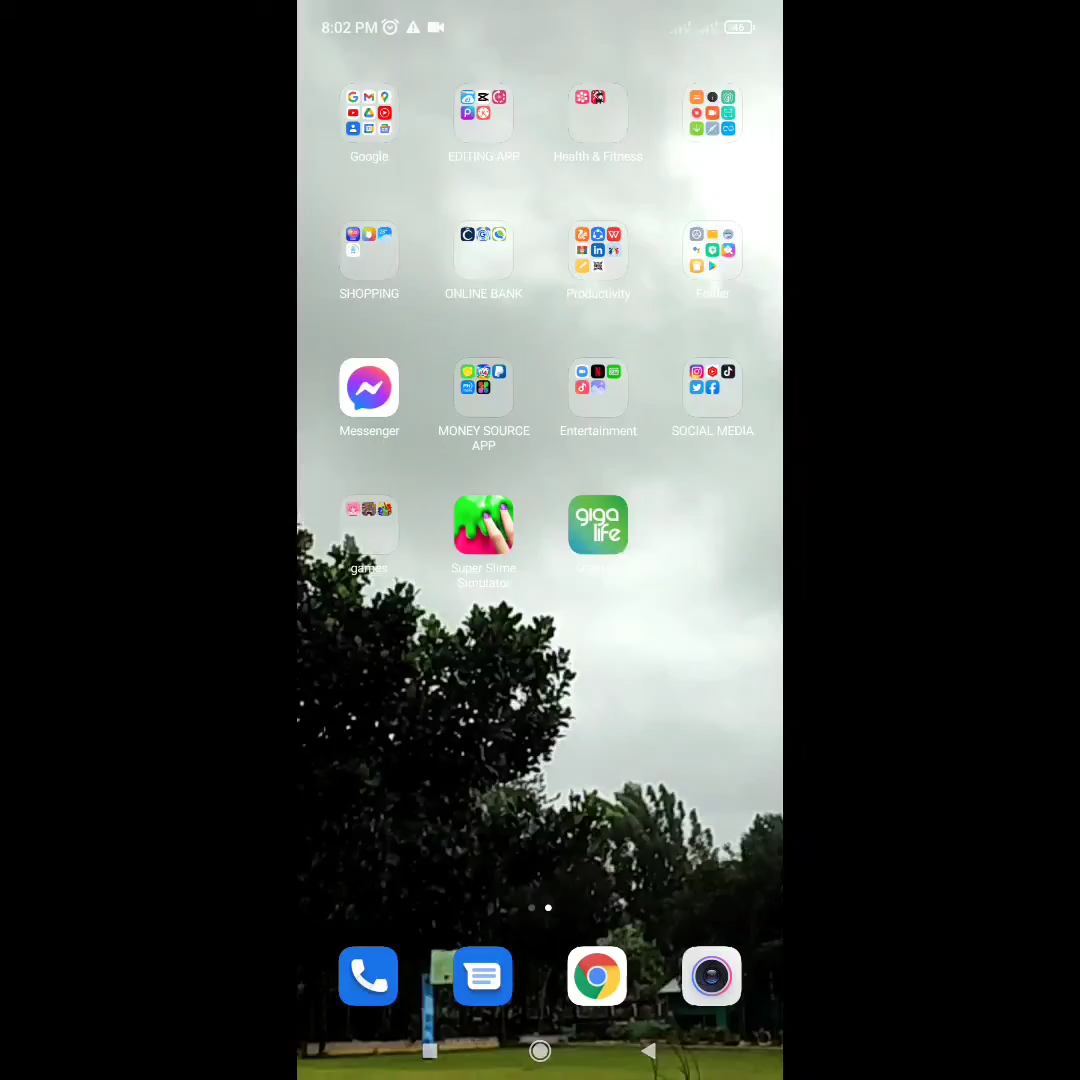 8:02 PM
46
Google
EDITING APP
Health & Fitness
SHOPPING
ONLINE BANK
Productivity
Folder
Messenger
MONEY SOURCE
APP
Entertainment
SOCIAL MEDIA
games
Super Slime
Simulator
giga
life